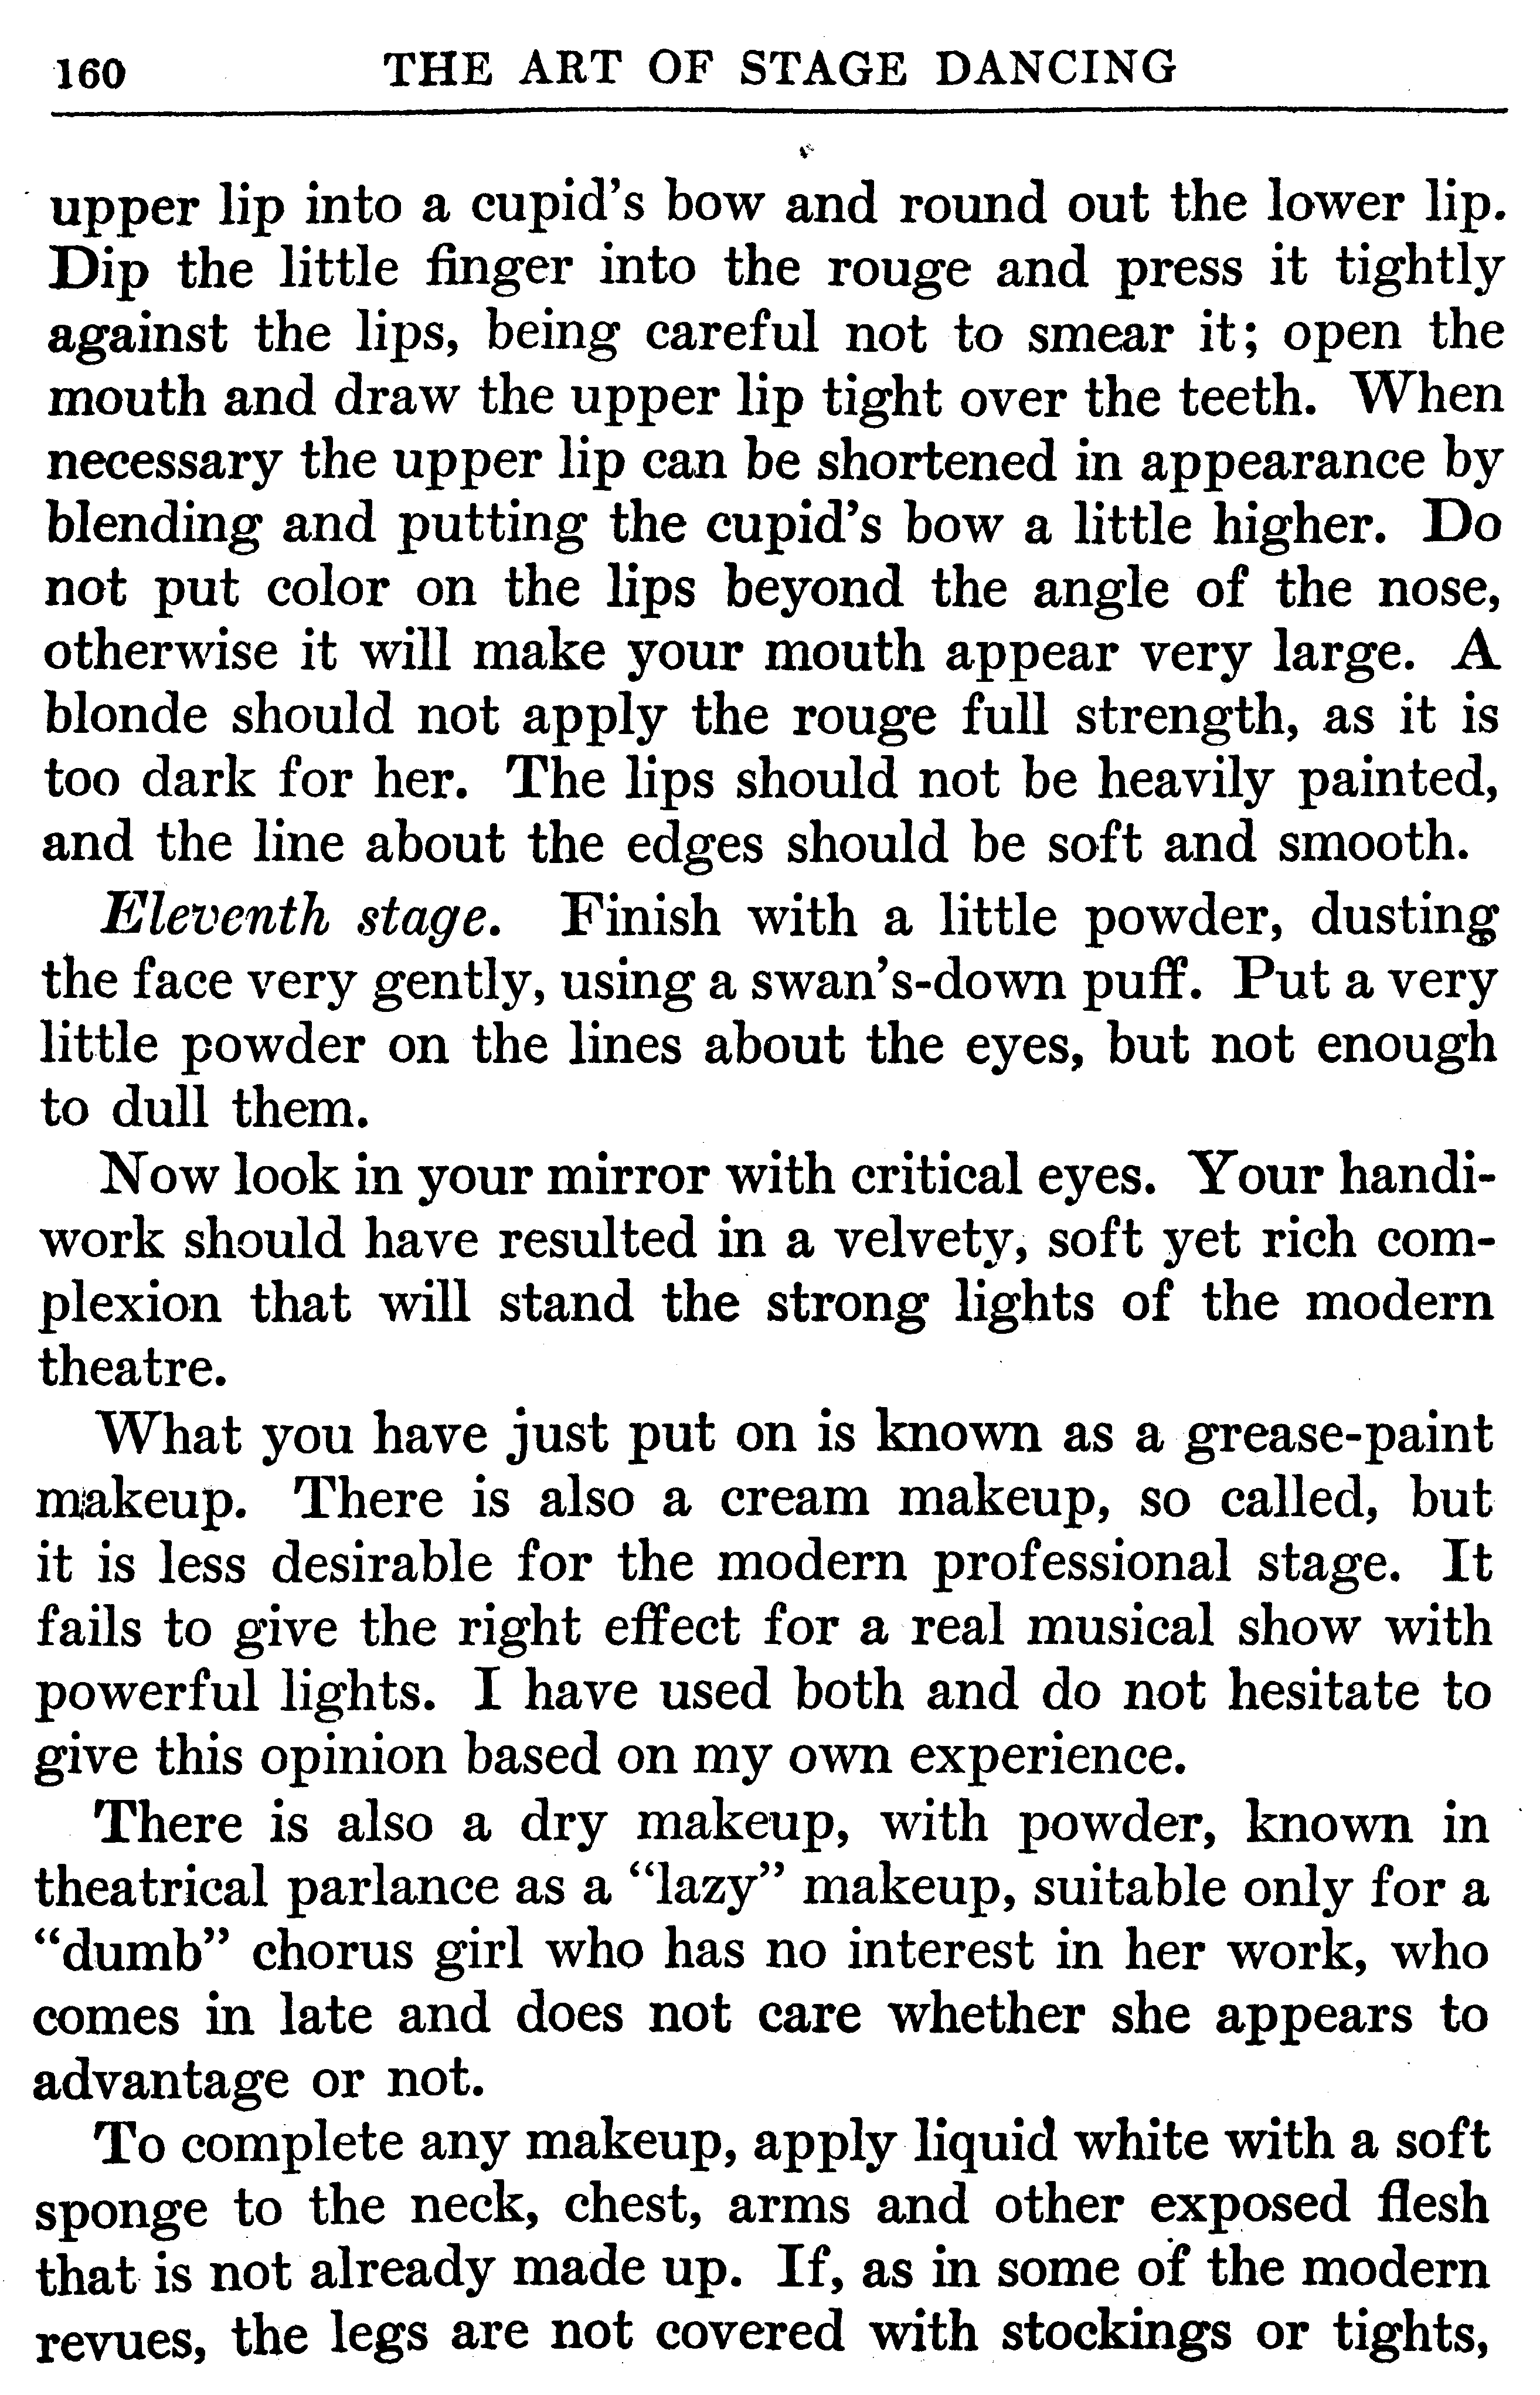 160 THE ART OF STAGE DANCING
upper lip into a cupid's bow and round out the lower lip.
Dip the little finger into the rouge and press it tightly
against the lips, being careful not to smear it; open the
mouth and draw the upper lip tight over the teeth. When
necessary the upper lip can be shortened in appearance by
blending and putting the cupid's bow a little higher. Do
not put color on the lips beyond the angle of the nose,
otherwise it will make your mouth appear very large. A
blonde should not apply the rouge full strength, as it is
too dark for her. The lips should not be heavily painted,
and the line about the edges should be soft and smooth.
Eleventh stage. Finish with a little powder, dusting
the face very gently, using a swan's-down puff. Put a very
little powder on the lines about the eyes, but not enough
to dull them.
Now look in your mirror with critical eyes. Your handi-
work should have resulted in a velvety, soft yet rich com-
plexion that will stand the strong lights of the modern
theatre.
What you have just put on is known as a grease-paint
makeup. There is also a cream makeup, so called, but
it is less desirable for the modern professional stage. It
fails to give the right effect for a real musical show with
powerful lights. I have used both and do not hesitate to
give this opinion based on my own experience.
There is also a dry makeup, with powder, known in
theatrical parlance as a "lazy" makeup, suitable only for a
"dumb" chorus girl who has no interest in her work, who
comes in late and does not care whether she appears to
advantage or not.
To complete any makeup, apply liquid white with a soft
sponge to the neck, chest, arms and other exposed flesh
that is not already made up. If, as in some of the modern
revues, the legs are not covered with stockings or tights,